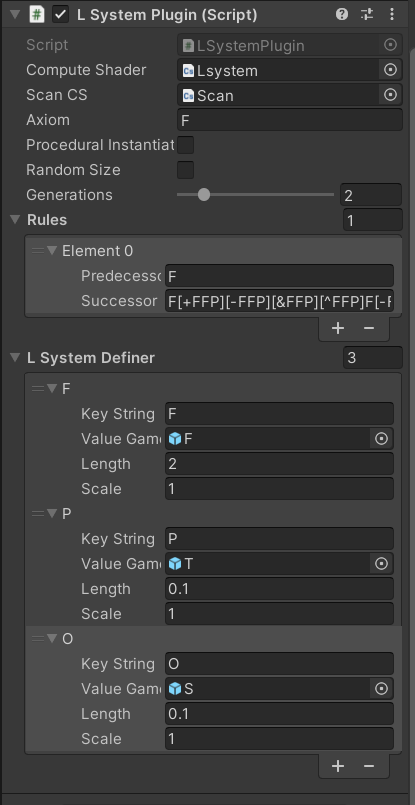 L System Plugin (Script)
Script LSystemPlugin
Compute Shader Lsystem
Scan CS Scan
Axiom F
Procedural Instantiat
Random Size
Generations 2
Rules 1
Element 0
Predecesso F
Successor F[+FFP][-FFP][&FFP][^FFP]F[-F
L System Definer 3
F
Key String F
Value Gam F
Length 2
Scale 1
P
Key String P
Value Gam T
Length 0.1
Scale 1
O
Key String O
Value Gam S
Length 0.1
Scale 1